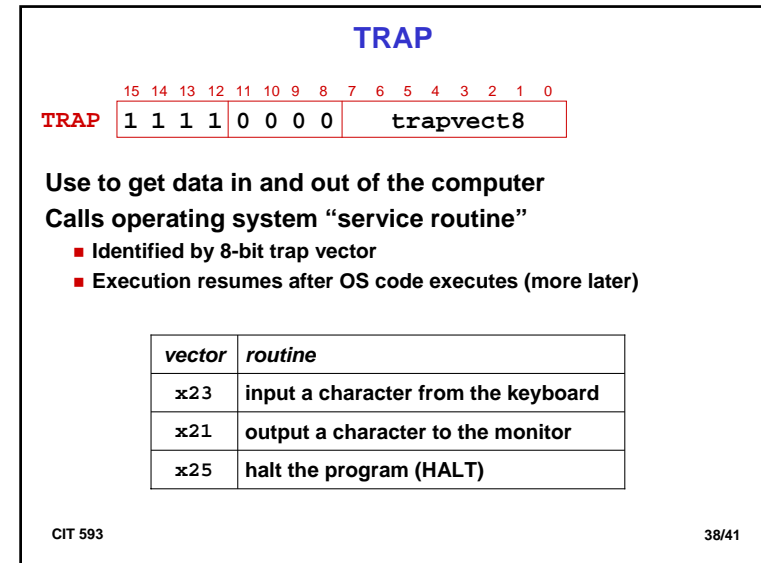 TRAP
15 14 13 12 11 10 9 8 7 6 5 4 3 2 1 0
TRAP 1 1 1 1 0 0 0 0 trapvect8
Use to get data in and out of the computer
Calls operating system “service routine”
Identified by 8-bit trap vector
Execution resumes after OS code executes (more later)
vector routine
x23 input a character from the keyboard
x21 output a character to the monitor
x25 halt the program (HALT)
CIT 593 38/41